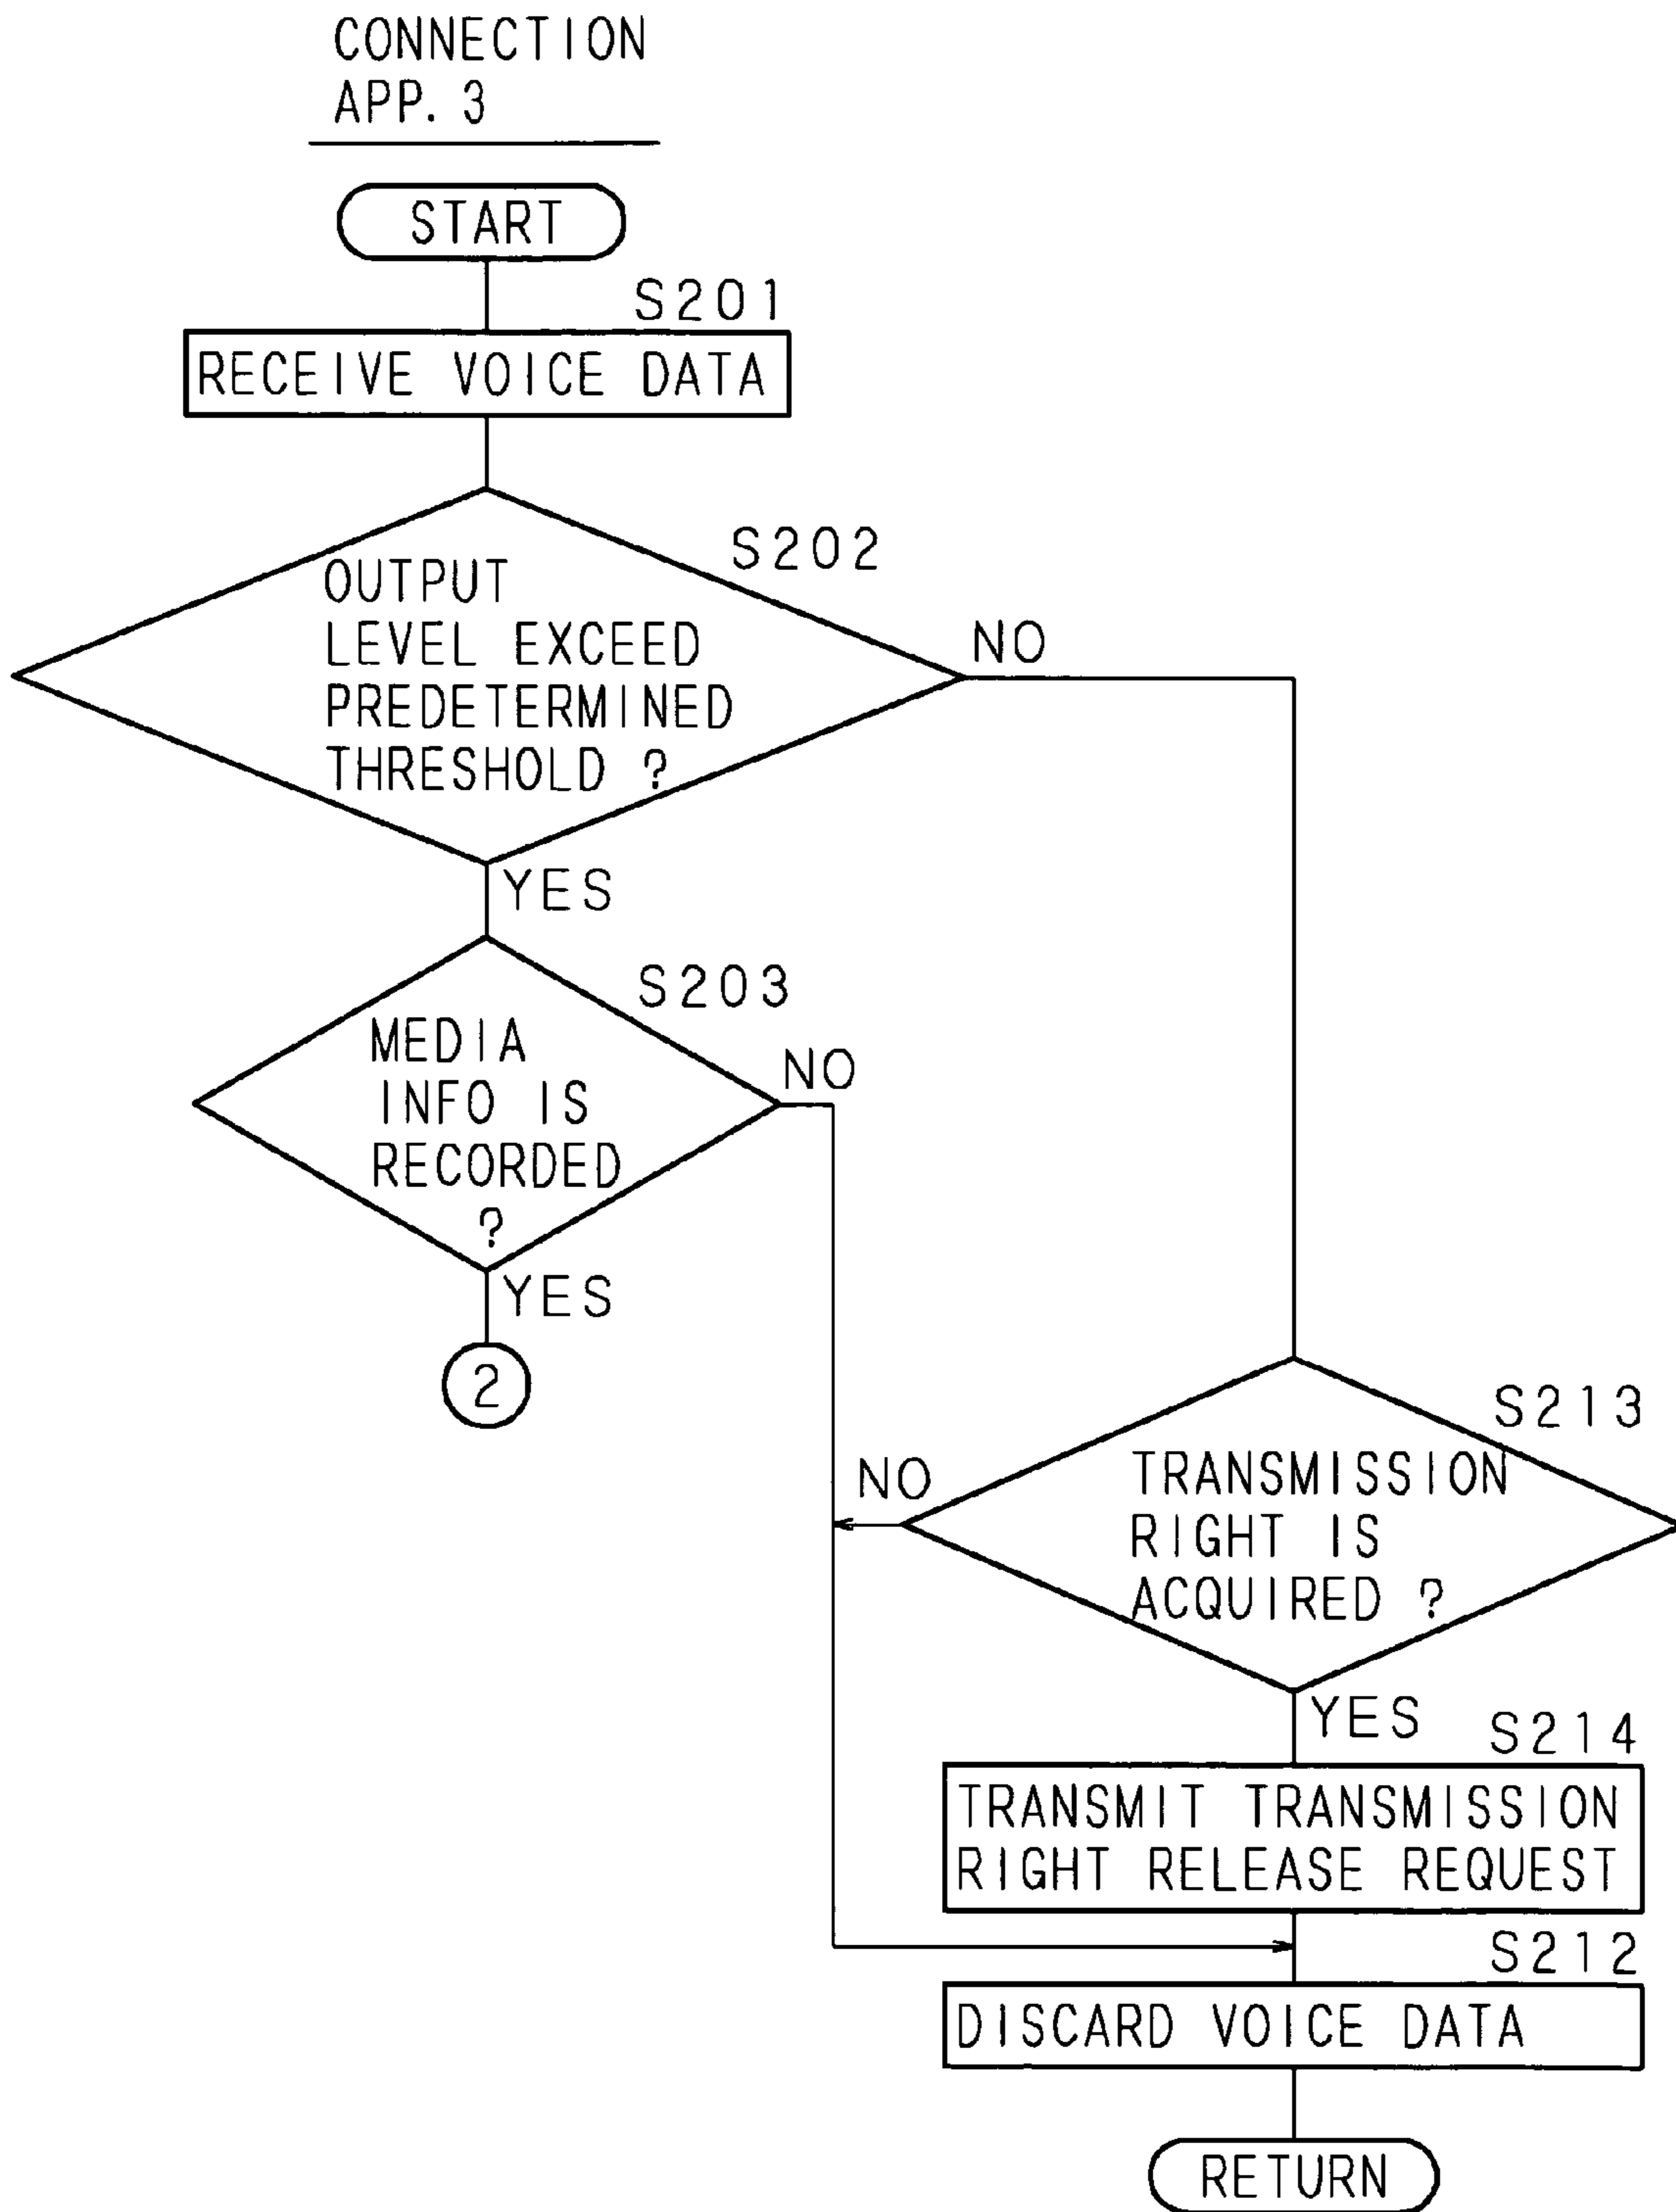 CONNECTION
APP. 3
START
S201
RECEIVE VOICE DATA
S202
OUTPUT
LEVEL EXCEED
PREDETERMINED
THRESHOLD ?
NO
YES
S203
MEDIA
INFO IS
RECORDED
?
NO
YES
2
S213
TRANSMISSION
RIGHT IS
ACQUIRED ?
NO
YES
S214
TRANSMIT TRANSMISSION
RIGHT RELEASE REQUEST
S212
DISCARD VOICE DATA
RETURN